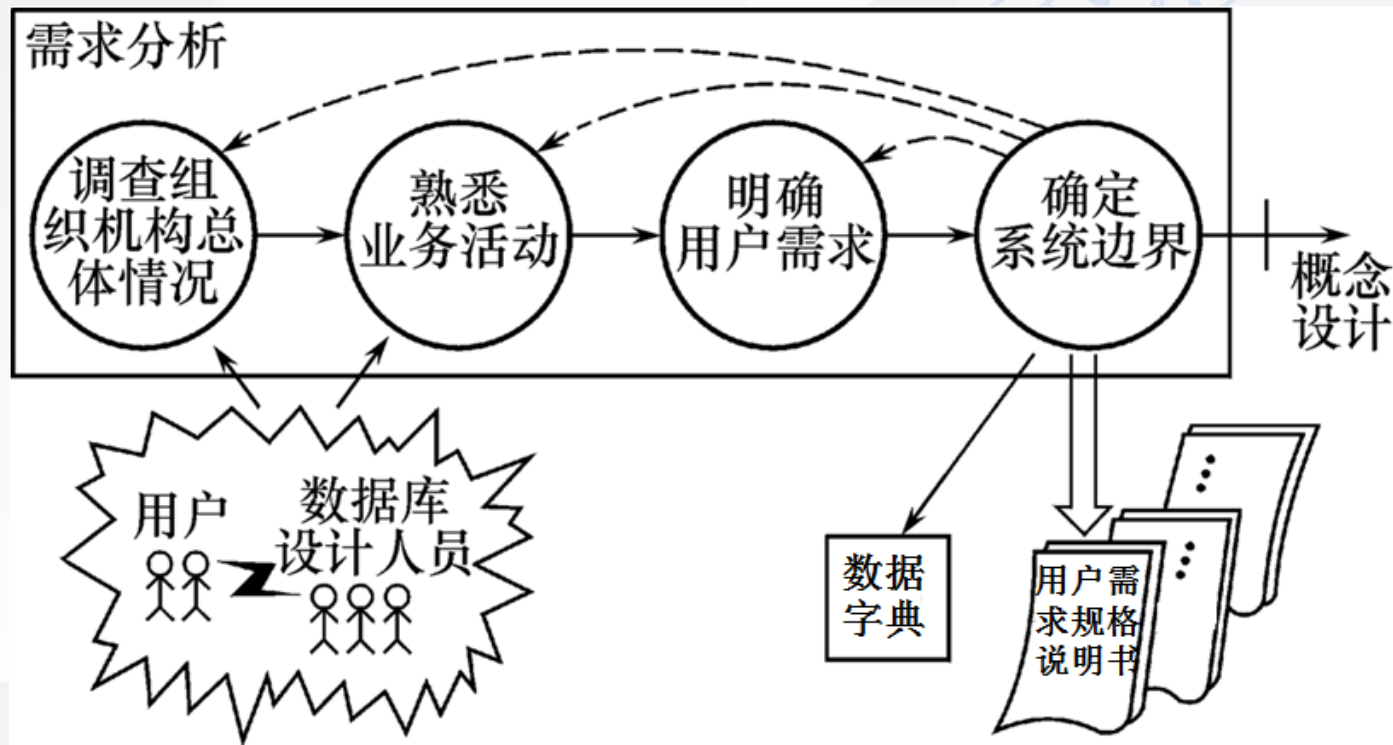 需求分析
调查组
织机构总
体情况
熟悉
业务活动
明确
用户需求
确定
系统边界
概念
设计
用户
数据库
设计人员
数据
字典
用户需
求规格
说明书